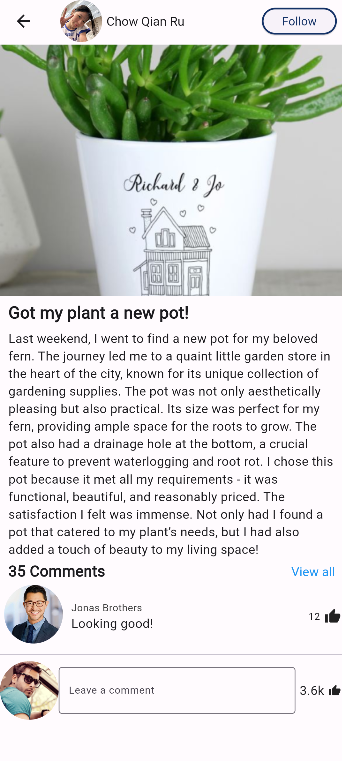 Chow Qian Ru
Follow
Richard & Jo
Got my plant a new pot!
Last weekend, I went to find a new pot for my beloved
fern. The journey led me to a quaint little garden store in
the heart of the city, known for its unique collection of
gardening supplies. The pot was not only aesthetically
pleasing but also practical. Its size was perfect for my
fern, providing ample space for the roots to grow. The
pot also had a drainage hole at the bottom, a crucial
feature to prevent waterlogging and root rot. I chose this
pot because it met all my requirements - it was
functional, beautiful, and reasonably priced. The
satisfaction I felt was immense. Not only had I found a
pot that catered to my plant's needs, but I had also
added a touch of beauty to my living space!
35 Comments
View all
Jonas Brothers
Looking good!
12
Leave a comment
3.6k